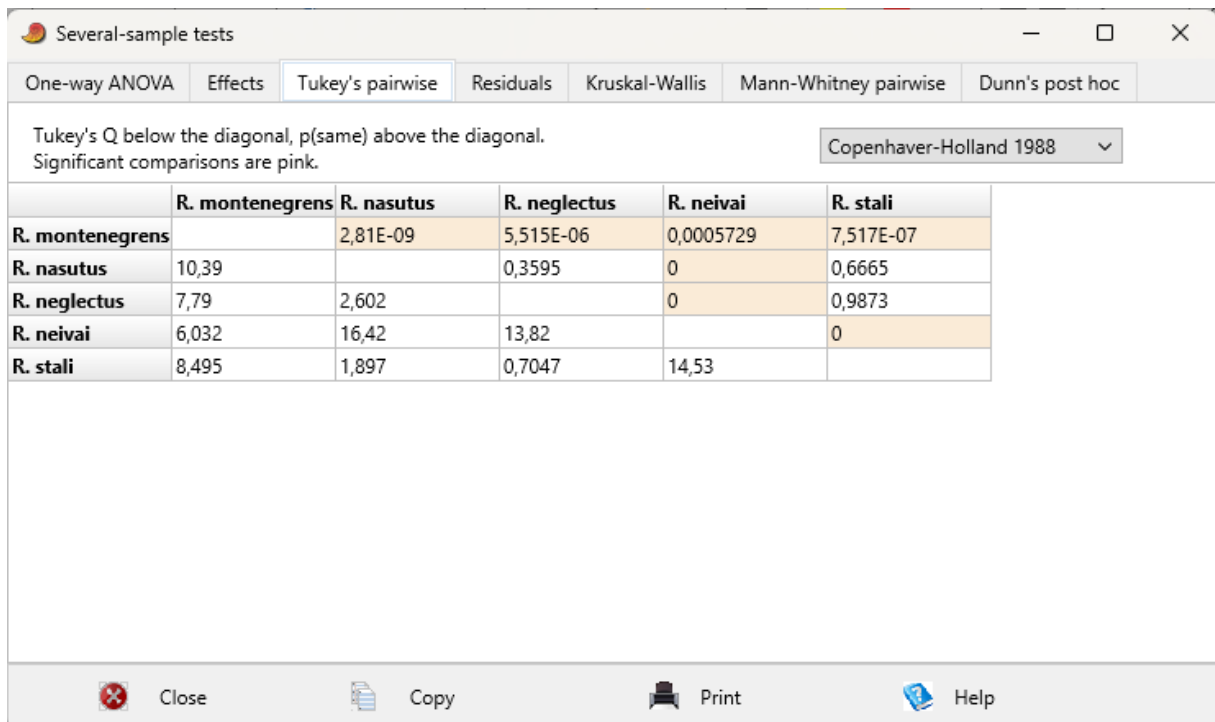 Several-sample tests
One-way ANOVA Effects Tukey's pairwise Residuals Kruskal-Wallis Mann-Whitney pairwise Dunn's post hoc
Tukey's Q below the diagonal, p(same) above the diagonal.
Significant comparisons are pink.
Copenhaver-Holland 1988
R. montenegrens R. nasutus R. neglectus R. neivai R. stali
R. montenegrens 2,81E-09 5,515E-06 0,0005729 7,517E-07
R. nasutus 10,39 0,3595 0 0,6665
R. neglectus 7,79 2,602 0 0,9873
R. neivai 6,032 16,42 13,82 0
R. stali 8,495 1,897 0,7047 14,53
Close Copy Print Help